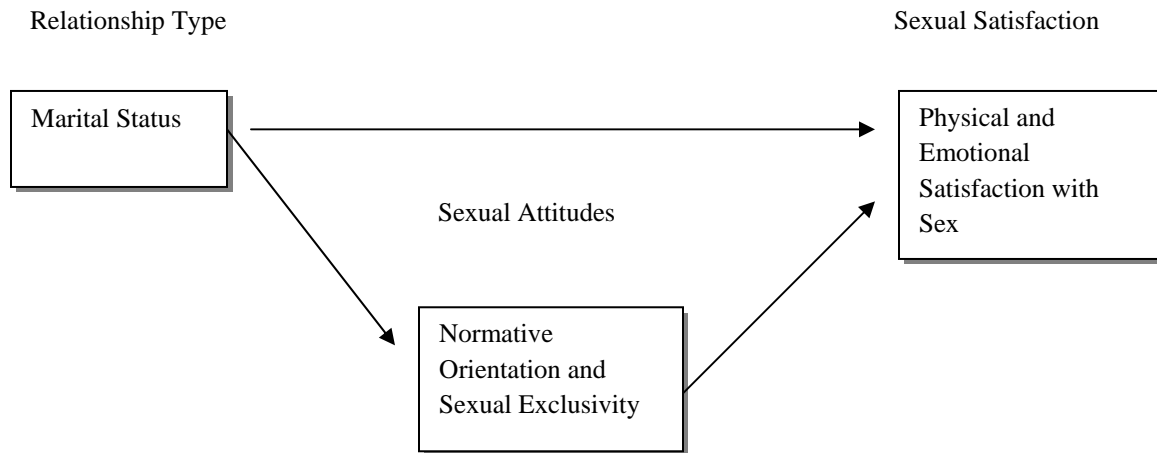 Relationship Type
Sexual Satisfaction
Marital Status
Physical and
Emotional
Satisfaction with
Sex
Sexual Attitudes
Normative
Orientation and
Sexual Exclusivity